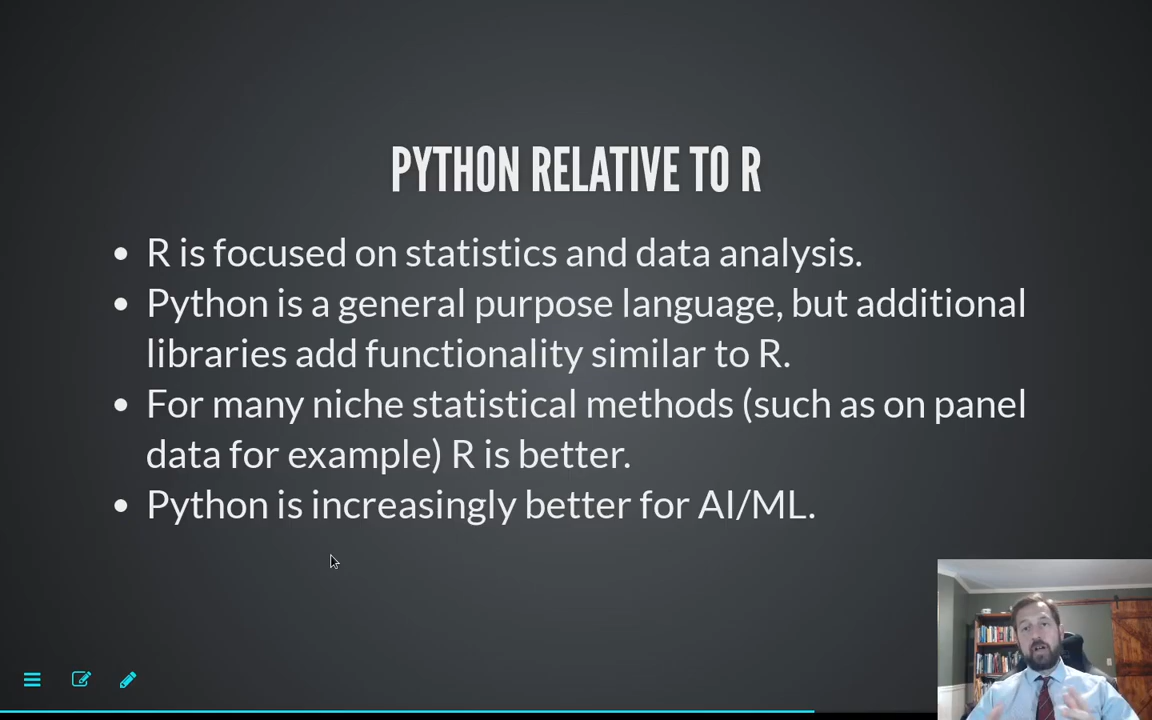 PYTHON RELATIVE TO R
• R is focused on statistics and data analysis.
• Python is a general purpose language, but additional
libraries add functionality similar to R.
• For many niche statistical methods (such as on panel
data for example) R is better.
• Python is increasingly better for AI/ML.